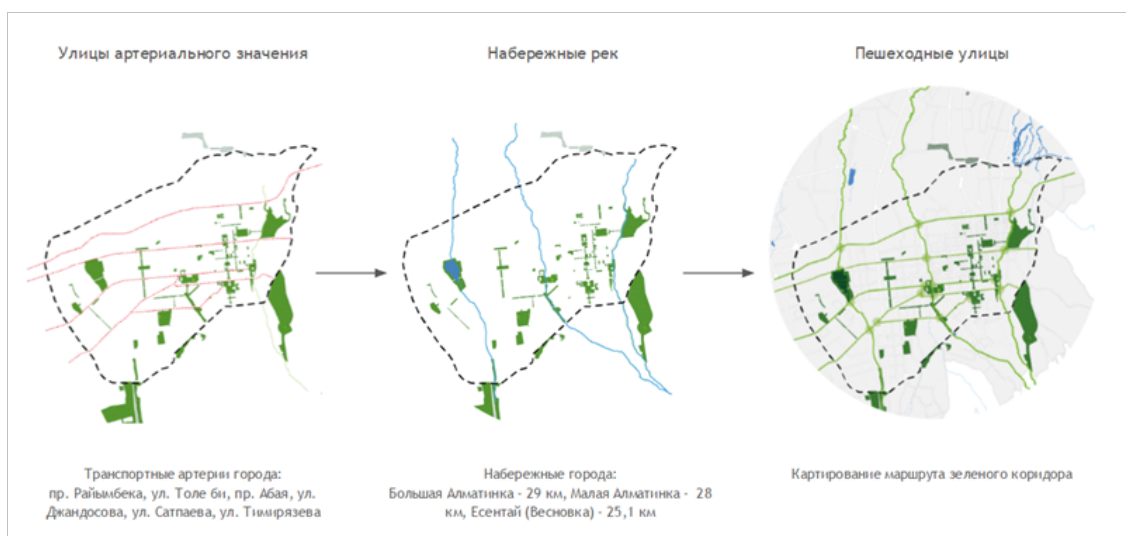 Улицы артериального значения
Набережные рек
Пешеходные улицы
Транспортные артерии города:
пр. Райымбека, ул. Толе би, пр. Абая, ул.
Джандосова, ул. Сатпаева, ул. Тимирязева
Набережные города:
Большая Алматинка - 29 км, Малая Алматинка - 28
км, Есентай (Весновка) - 25,1 км
Картирование маршрута зеленого коридора